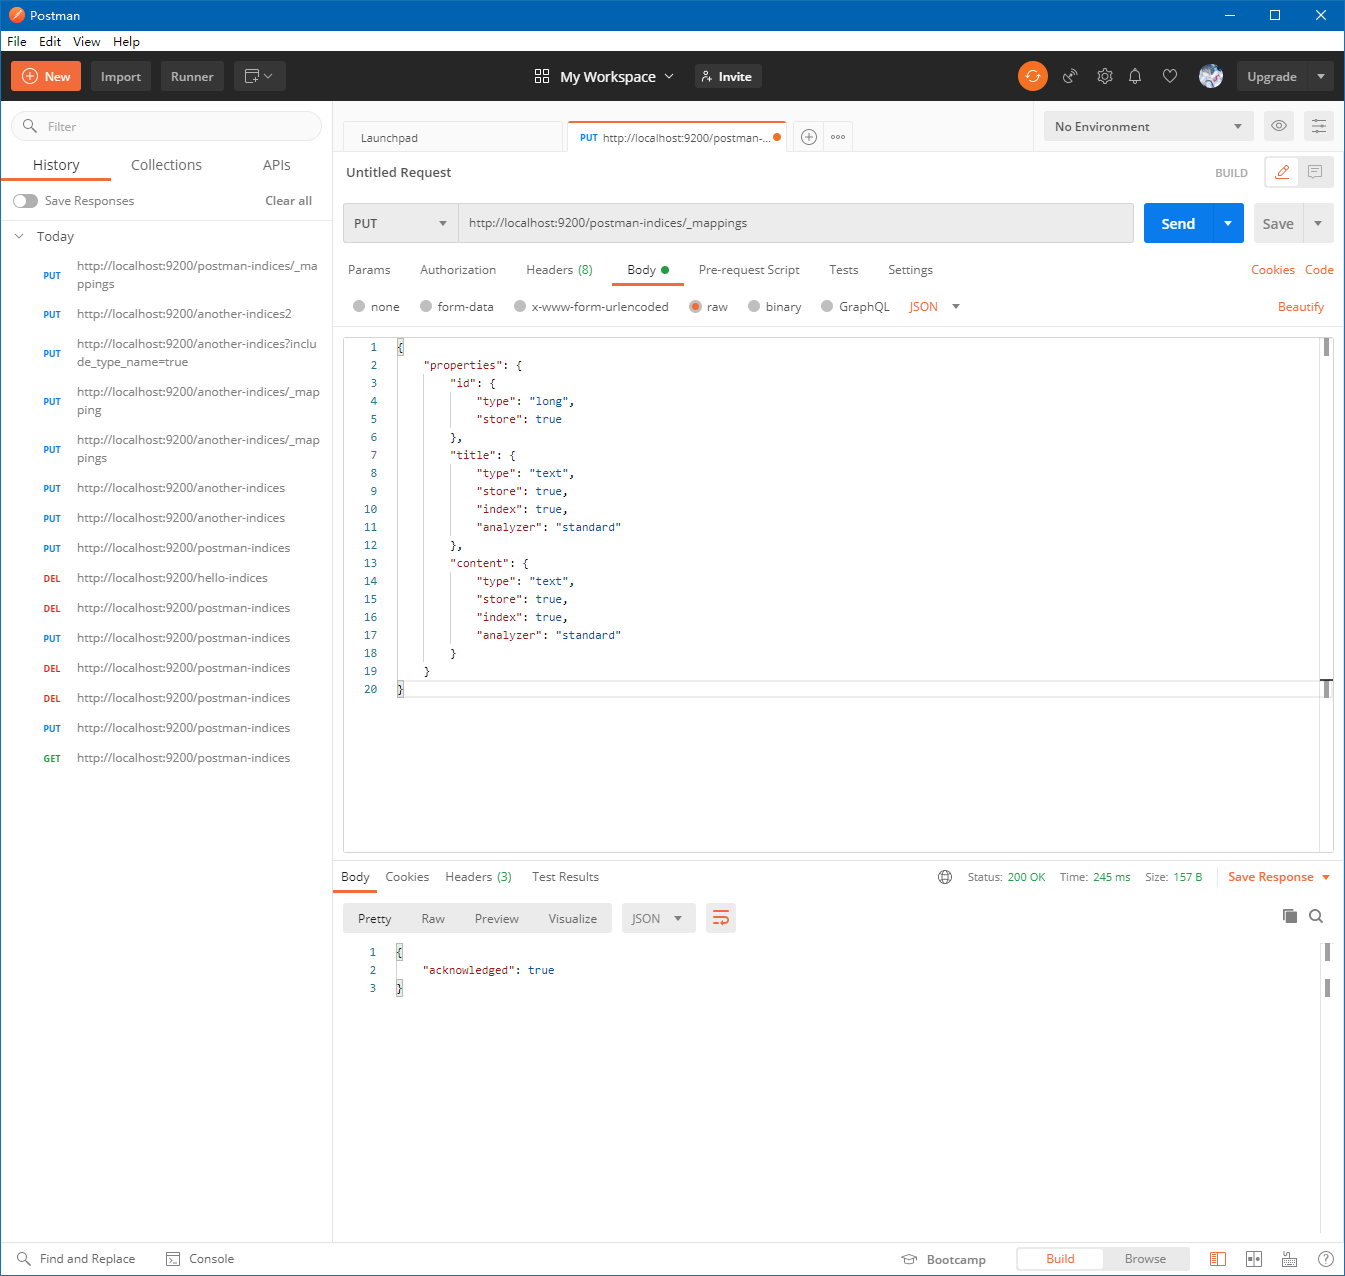 Postman
File Edit View Help
New Import Runner My Workspace Invite Upgrade
Filter
History Collections APIs
Save Responses Clear all
Today
PUT http://localhost:9200/postman-indices/_ma
ppings
PUT http://localhost:9200/another-indices2
PUT http://localhost:9200/another-indices?inclu
de_type_name=true
PUT http://localhost:9200/another-indices/_map
ping
PUT http://localhost:9200/another-indices/_map
pings
PUT http://localhost:9200/another-indices
PUT http://localhost:9200/another-indices
PUT http://localhost:9200/postman-indices
DEL http://localhost:9200/hello-indices
DEL http://localhost:9200/postman-indices
PUT http://localhost:9200/postman-indices
DEL http://localhost:9200/postman-indices
DEL http://localhost:9200/postman-indices
PUT http://localhost:9200/postman-indices
GET http://localhost:9200/postman-indices
Launchpad PUT http://localhost:9200/postman-... No Environment
Untitled Request BUILD
PUT http://localhost:9200/postman-indices/_mappings Send Save
Params Authorization Headers (8) Body Pre-request Script Tests Settings Cookies Code
none form-data x-www-form-urlencoded raw binary GraphQL JSON Beautify
1 {
2 "properties": {
3 "id": {
4 "type": "long",
5 "store": true
6 },
7 "title": {
8 "type": "text",
9 "store": true,
10 "index": true,
11 "analyzer": "standard"
12 },
13 "content": {
14 "type": "text",
15 "store": true,
16 "index": true,
17 "analyzer": "standard"
18 }
19 }
20 }
Body Cookies Headers (3) Test Results Status: 200 OK Time: 245 ms Size: 157 B Save Response
Pretty Raw Preview Visualize JSON
1 {
2 "acknowledged": true
3 }
Find and Replace Console Bootcamp Build Browse